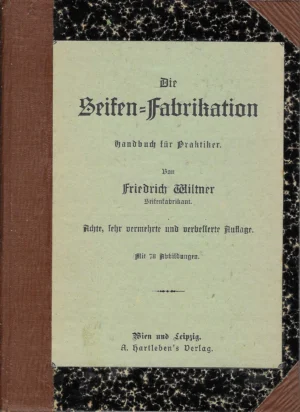 Die
Seifen=Fabrikation
Handbuch für Praktiker.
Von
Friedrich Wiltner
Seifenfabrikant.
Achte, sehr vermehrte und verbesserte Auflage.
Mit 78 Abbildungen.
Wien und Leipzig.
A. Hartleben's Verlag.